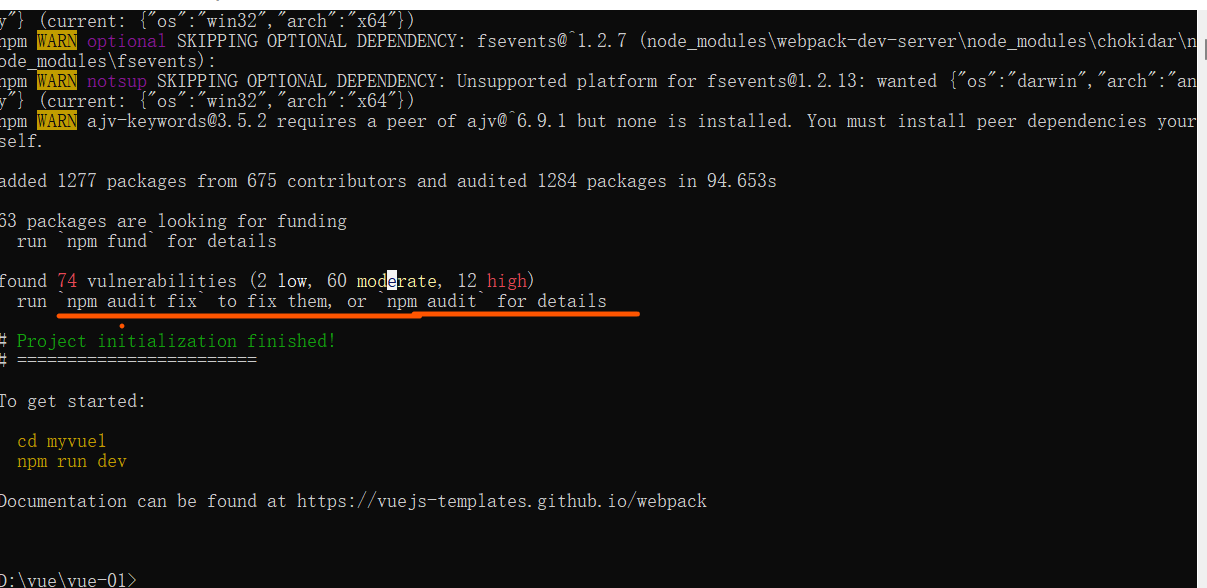 y"} (current: {"os":"win32","arch":"x64"})
npm WARN optional SKIPPING OPTIONAL DEPENDENCY: fsevents@^1.2.7 (node_modules\webpack-dev-server\node_modules\chokidar\n
ode_modules\fsevents):
npm WARN notsup SKIPPING OPTIONAL DEPENDENCY: Unsupported platform for fsevents@1.2.13: wanted {"os":"darwin","arch":"an
y"} (current: {"os":"win32","arch":"x64"})
npm WARN ajv-keywords@3.5.2 requires a peer of ajv@^6.9.1 but none is installed. You must install peer dependencies your
self.
added 1277 packages from 675 contributors and audited 1284 packages in 94.653s
63 packages are looking for funding
run `npm fund` for details
found 74 vulnerabilities (2 low, 60 moderate, 12 high)
run `npm audit fix` to fix them, or `npm audit` for details
# Project initialization finished!
# ========================
To get started:
cd myvue1
npm run dev
Documentation can be found at https://vuejs-templates.github.io/webpack
D:\vue\vue-01>